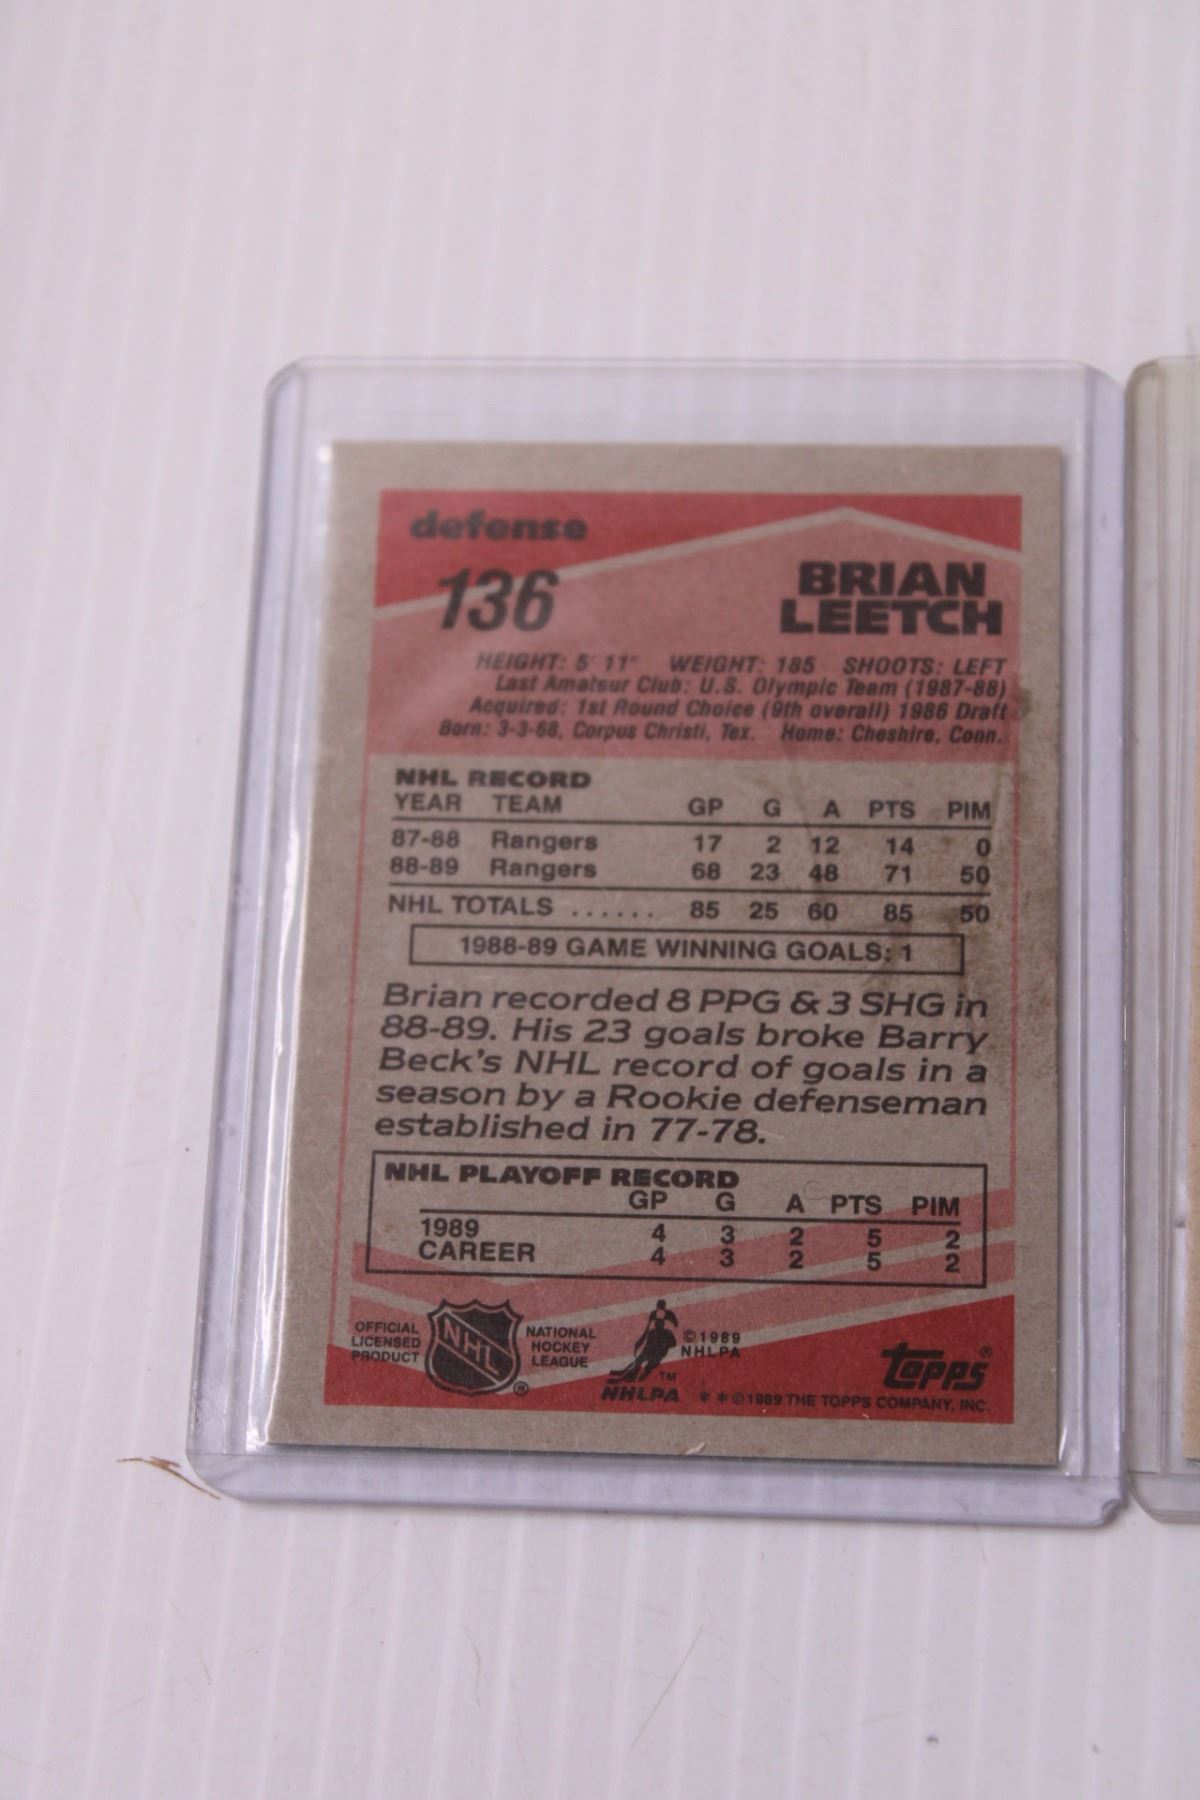 defense
136
BRIAN
LEETCH
HEIGHT: 5' 11" WEIGHT: 185 SHOOTS: LEFT
Last Amateur Club: U.S. Olympic Team (1987-88)
Acquired: 1st Round Choice (9th overall) 1986 Draft
Born: 3-3-68, Corpus Christi, Tex. Home: Cheshire, Conn.
NHL RECORD
YEAR TEAM GP G A PTS PIM
87-88 Rangers 17 2 12 14 0
88-89 Rangers 68 23 48 71 50
NHL TOTALS ...... 85 25 60 85 50
1988-89 GAME WINNING GOALS: 1
Brian recorded 8 PPG & 3 SHG in
88-89. His 23 goals broke Barry
Beck's NHL record of goals in a
season by a Rookie defenseman
established in 77-78.
NHL PLAYOFF RECORD
GP G A PTS PIM
1989 4 3 2 5 2
CAREER 4 3 2 5 2
OFFICIAL
LICENSED
PRODUCT
NHL
®
NATIONAL
HOCKEY
LEAGUE
TM
NHLPA
©1989
NHLPA
topps®
* * ©1989 THE TOPPS COMPANY, INC.